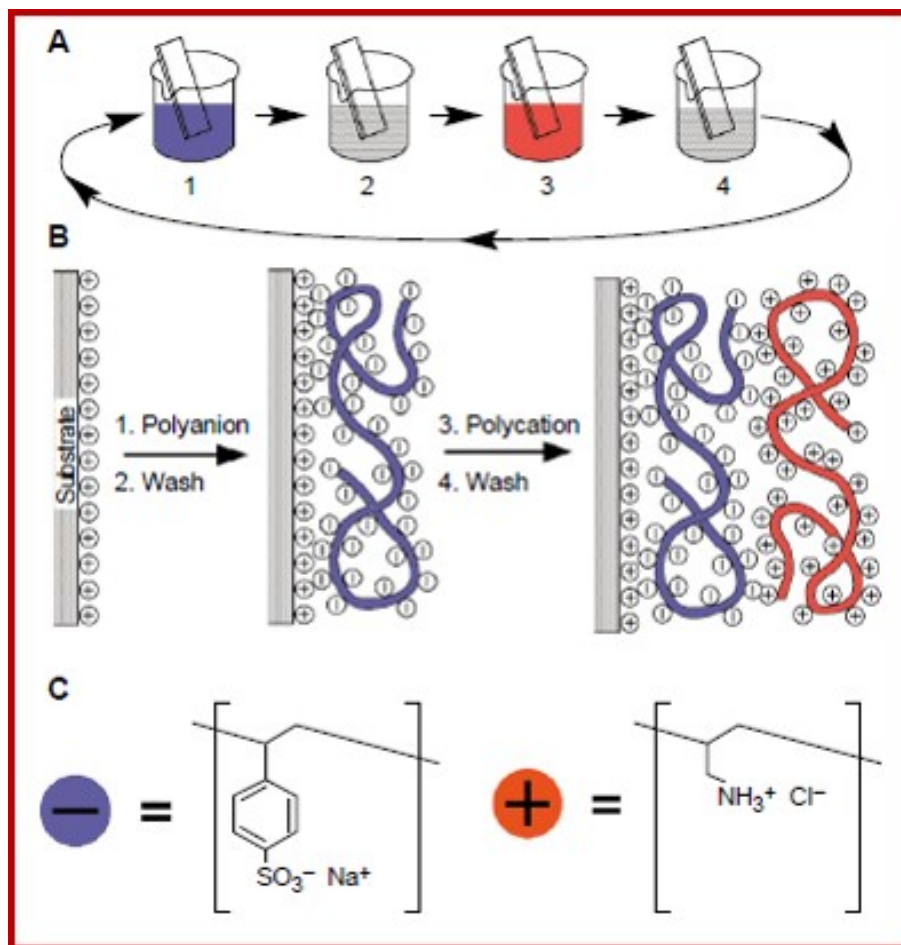 A
1 2 3 4
B
Substrate
1. Polyanion
2. Wash
3. Polycation
4. Wash
C
− =
SO₃⁻ Na⁺
+ =
NH₃⁺ Cl⁻